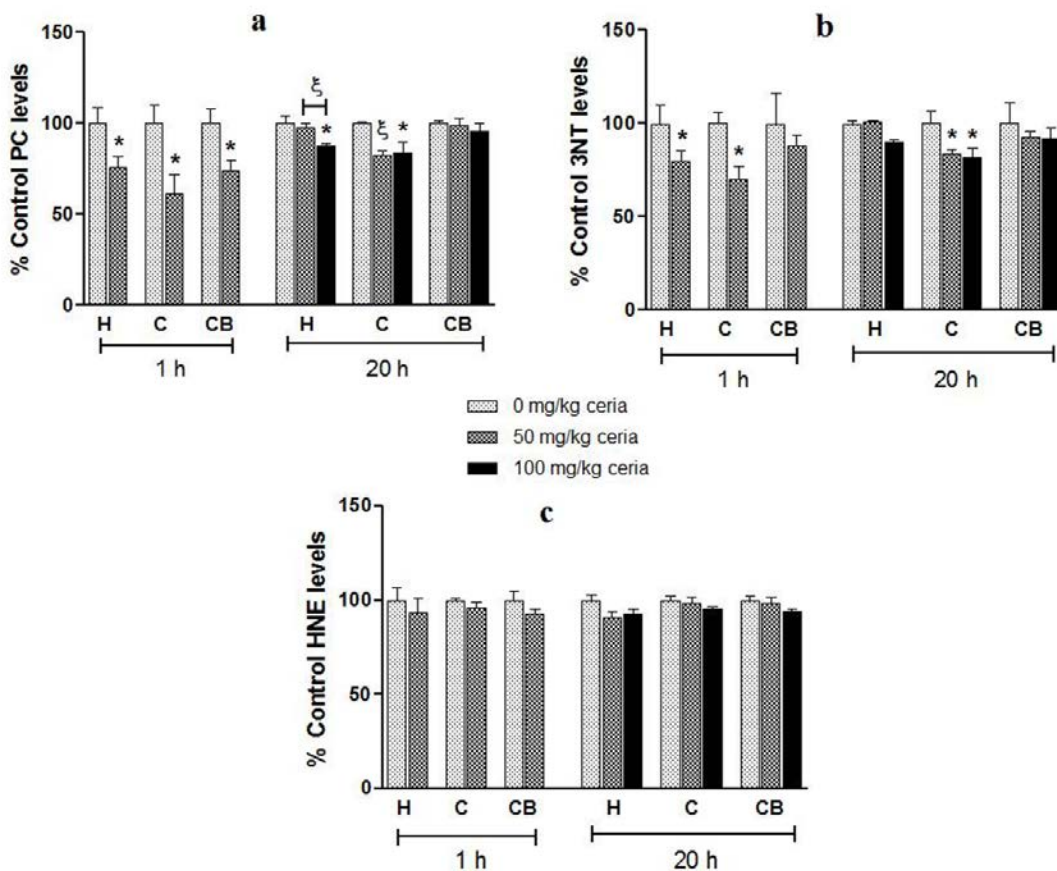 a
150
100
50
0
% Control PC levels
* * * ξ * ξ *
H C CB H C CB
1 h 20 h
b
150
100
50
0
% Control 3NT levels
* * * *
H C CB H C CB
1 h 20 h
0 mg/kg ceria
50 mg/kg ceria
100 mg/kg ceria
c
150
100
50
0
% Control HNE levels
H C CB H C CB
1 h 20 h